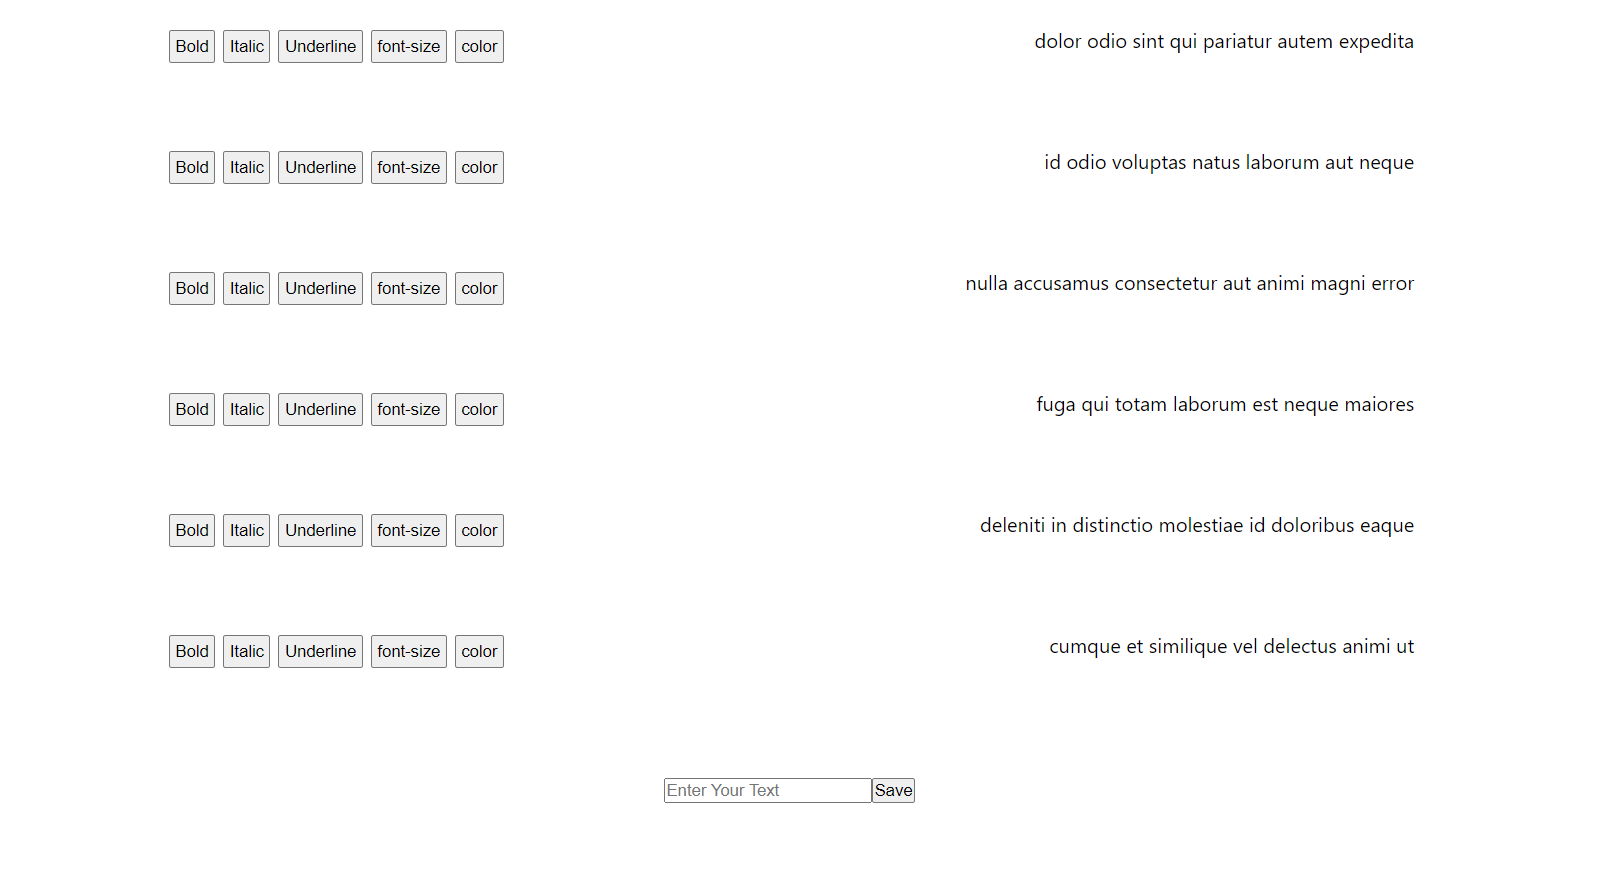 Bold Italic Underline font-size color dolor odio sint qui pariatur autem expedita
Bold Italic Underline font-size color id odio voluptas natus laborum aut neque
Bold Italic Underline font-size color nulla accusamus consectetur aut animi magni error
Bold Italic Underline font-size color fuga qui totam laborum est neque maiores
Bold Italic Underline font-size color deleniti in distinctio molestiae id doloribus eaque
Bold Italic Underline font-size color cumque et similique vel delectus animi ut
Enter Your Text Save